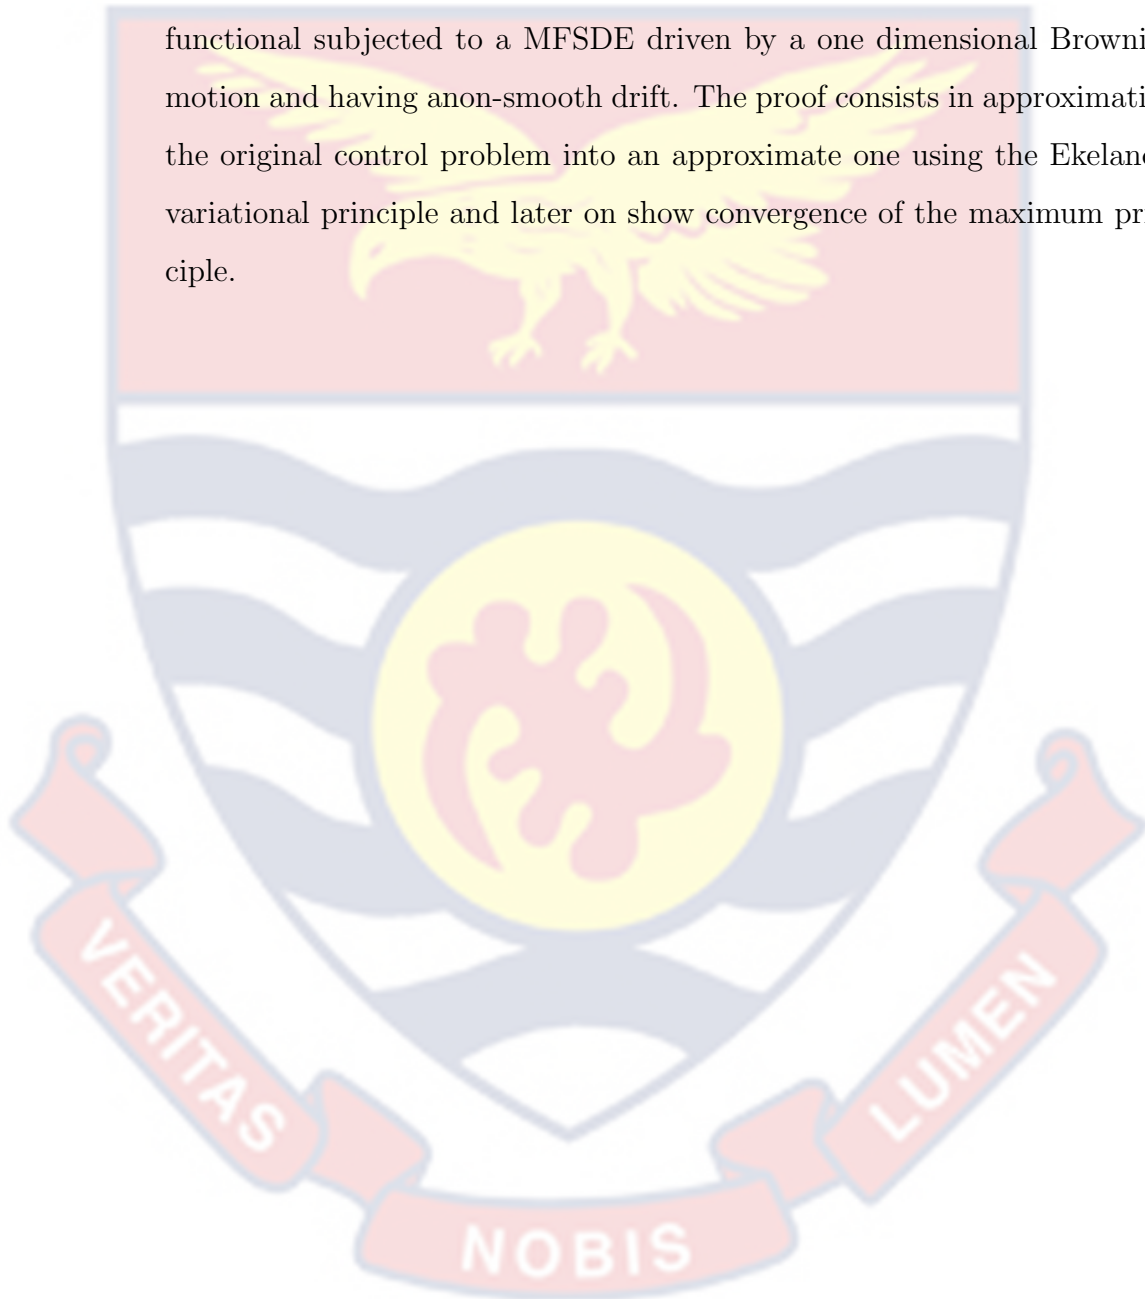 functional subjected to a MFSDE driven by a one dimensional Browni
motion and having anon-smooth drift. The proof consists in approximati
the original control problem into an approximate one using the Ekelan
variational principle and later on show convergence of the maximum pr
ciple.
VERITAS
NOBIS
LUMEN